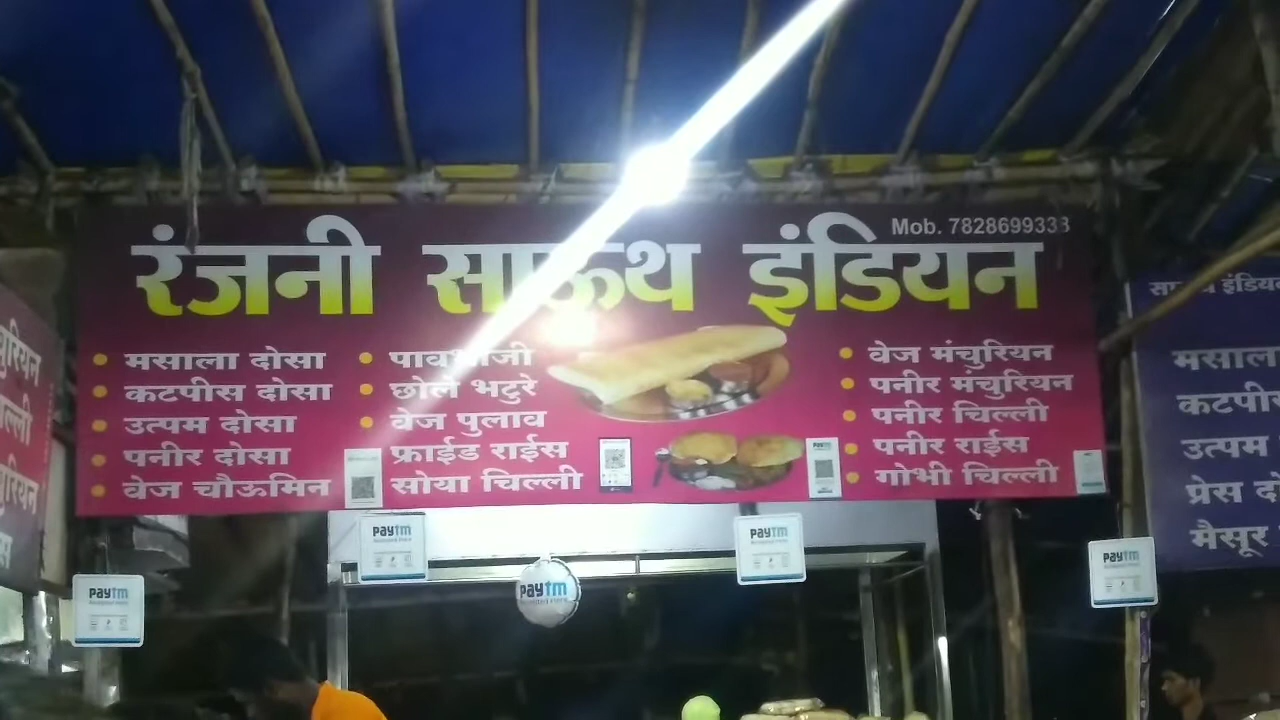 Mob. 7828699333
रंजनी साऊथ इंडियन
मसाला दोसा
कटपीस दोसा
उत्पम दोसा
पनीर दोसा
वेज चौऊमिन
पावभाजी
छोले भटुरे
वेज पुलाव
फ्राईड राईस
सोया चिल्ली
वेज मंचुरियन
पनीर मंचुरियन
पनीर चिल्ली
पनीर राईस
गोभी चिल्ली
paytm
paytm
paytm
paytm
paytm
मसाला
कटपीस
उत्पम
प्रेस
मैसूर